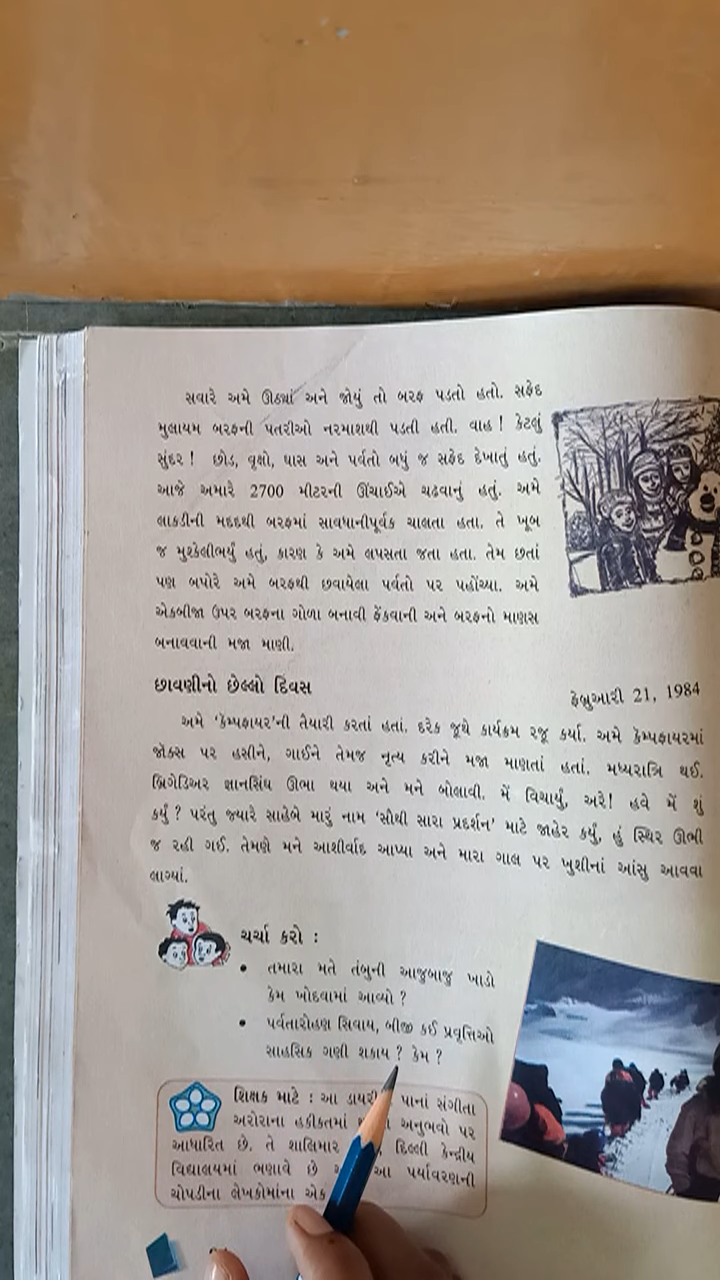 સવારે અમે ઊઠ્યાં અને જોયું તો બરફ પડતો હતો. સફેદ
મુલાયમ બરફની પતરીઓ નરમાશથી પડતી હતી. વાહ ! કેટલું
સુંદર ! છોડ, વૃક્ષો, ઘાસ અને પર્વતો બધું જ સફેદ દેખાતું હતું.
આજે અમારે 2700 મીટરની ઊંચાઈએ ચઢવાનું હતું. અમે
લાકડીની મદદથી બરફમાં સાવધાનીપૂર્વક ચાલતા હતા. તે ખૂબ
જ મુશ્કેલીભર્યું હતું, કારણ કે અમે લપસતા જતા હતા. તેમ છતાં
પણ બપોરે અમે બરફથી છવાયેલા પર્વતો પર પહોંચ્યા. અમે
એકબીજા ઉપર બરફના ગોળા બનાવી ફેંકવાની અને બરફનો માણસ
બનાવવાની મજા માણી.
છાવણીનો છેલ્લો દિવસ
ફેબ્રુઆરી 21, 1984
અમે ‘કેમ્પફાયર’ની તૈયારી કરતાં હતાં. દરેક જૂથે કાર્યક્રમ રજૂ કર્યા. અમે કેમ્પફાયરમાં
જોક્સ પર હસીને, ગાઈને તેમજ નૃત્ય કરીને મજા માણતાં હતાં. મધ્યરાત્રિ થઈ.
બ્રિગેડિઅર જ્ઞાનસિંઘ ઊભા થયા અને મને બોલાવી. મેં વિચાર્યું, અરે! હવે મેં શું
કર્યું ? પરંતુ જ્યારે સાહેબે મારું નામ ‘સૌથી સારા પ્રદર્શન’ માટે જાહેર કર્યું, હું સ્થિર ઊભી
જ રહી ગઈ. તેમણે મને આશીર્વાદ આપ્યા અને મારા ગાલ પર ખુશીનાં આંસુ આવવા
લાગ્યાં.
ચર્ચા કરો :
• તમારા મતે તંબુની આજુબાજુ ખાડો
કેમ ખોદવામાં આવ્યો ?
• પર્વતારોહણ સિવાય, બીજી કઈ પ્રવૃત્તિઓ
સાહસિક ગણી શકાય ? કેમ ?
શિક્ષક માટે : આ પાનાં સંગીતા
અરોરાના હકીકતમાં અનુભવો પર
આધારિત છે. તે શાલિમાર દિલ્લી કેન્દ્રીય
વિદ્યાલયમાં ભણાવે છે આ પર્યાવરણની
ચોપડીના લેખકોમાંના એક